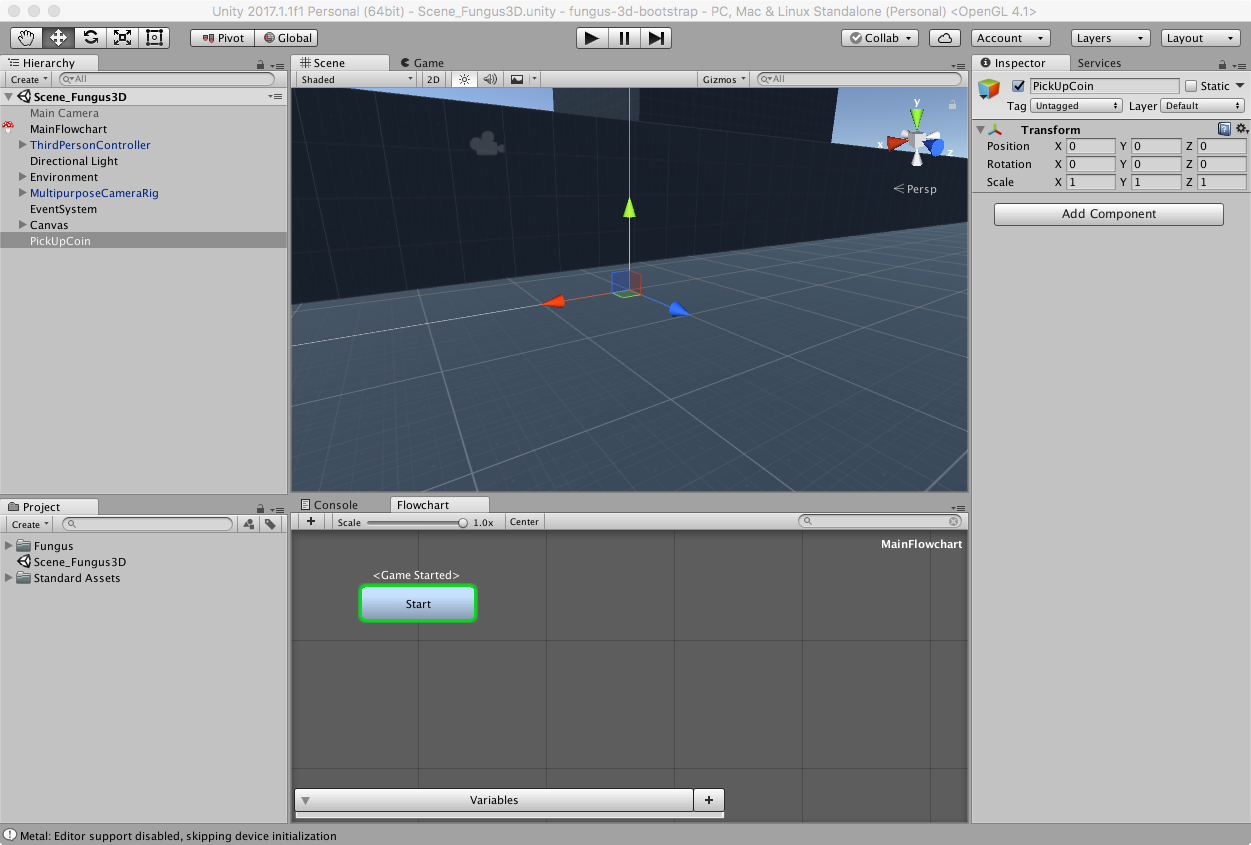 Unity 2017.1.1f1 Personal (64bit) - Scene_Fungus3D.unity - fungus-3d-bootstrap - PC, Mac & Linux Standalone (Personal) <OpenGL 4.1>
Pivot Global Collab Account Layers Layout
Hierarchy
Create All
Scene_Fungus3D
Main Camera
MainFlowchart
ThirdPersonController
Directional Light
Environment
MultipurposeCameraRig
EventSystem
Canvas
PickUpCoin
Scene Game
Shaded 2D Gizmos All
y
x
z
Persp
Inspector Services
PickUpCoin Static
Tag Untagged Layer Default
Transform
Position X 0 Y 0 Z 0
Rotation X 0 Y 0 Z 0
Scale X 1 Y 1 Z 1
Add Component
Project
Create
Fungus
Scene_Fungus3D
Standard Assets
Console Flowchart
+ Scale 1.0x Center
MainFlowchart
<Game Started>
Start
Variables +
Metal: Editor support disabled, skipping device initialization